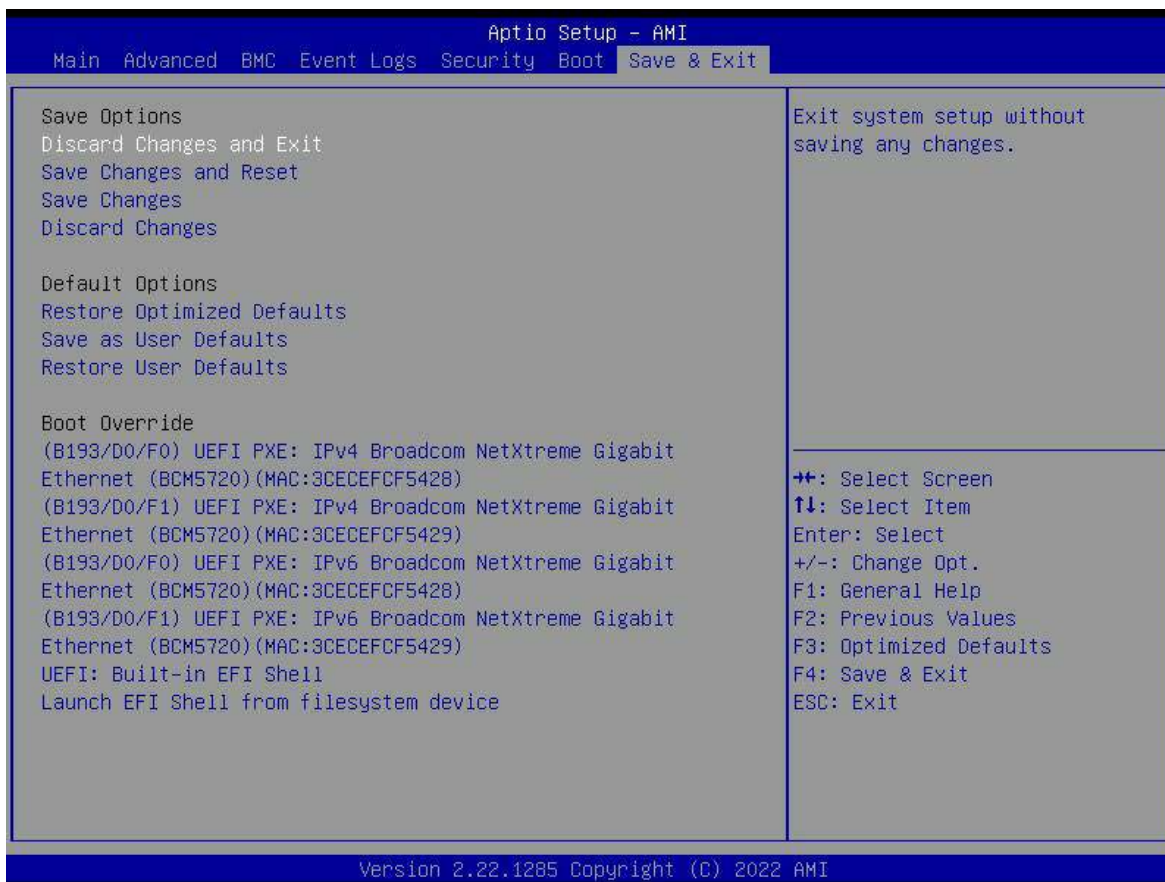 Aptio Setup – AMI
Main Advanced BMC Event Logs Security Boot Save & Exit
Save Options
Discard Changes and Exit
Save Changes and Reset
Save Changes
Discard Changes
Default Options
Restore Optimized Defaults
Save as User Defaults
Restore User Defaults
Boot Override
(B193/D0/F0) UEFI PXE: IPv4 Broadcom NetXtreme Gigabit
Ethernet (BCM5720)(MAC:3CECEFCF5428)
(B193/D0/F1) UEFI PXE: IPv4 Broadcom NetXtreme Gigabit
Ethernet (BCM5720)(MAC:3CECEFCF5429)
(B193/D0/F0) UEFI PXE: IPv6 Broadcom NetXtreme Gigabit
Ethernet (BCM5720)(MAC:3CECEFCF5428)
(B193/D0/F1) UEFI PXE: IPv6 Broadcom NetXtreme Gigabit
Ethernet (BCM5720)(MAC:3CECEFCF5429)
UEFI: Built-in EFI Shell
Launch EFI Shell from filesystem device
Exit system setup without
saving any changes.
→←: Select Screen
↑↓: Select Item
Enter: Select
+/-: Change Opt.
F1: General Help
F2: Previous Values
F3: Optimized Defaults
F4: Save & Exit
ESC: Exit
Version 2.22.1285 Copyright (C) 2022 AMI